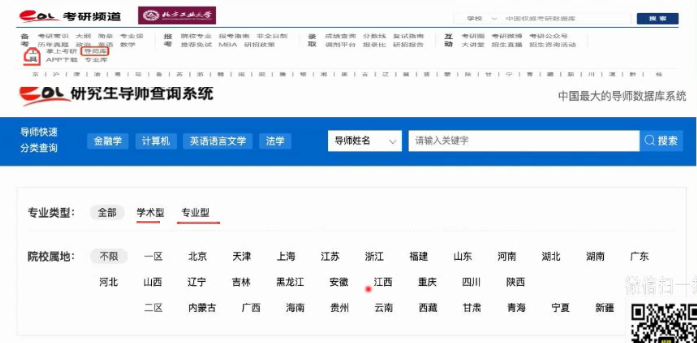 eol 考研频道 北京工业大学 学校 中国权威考研数据库 搜索
备考 考研常识 大纲 简章 专业课 报考 院校专业 报考指南 非全日制 录取 成绩查询 分数线 复试指南 互动 考研圈 考研微博 考研公众号
历年真题 政治 英语 数学 推荐免试 MBA 研招政策 调剂平台 报录比 研招报告 大讲堂 招生直播 招生咨询活动
工具 掌上考研 导师库
APP下载 专业库
eol 研究生导师查询系统 中国最大的导师数据库系统
导师快速
分类查询 金融学 计算机 英语语言文学 法学 导师姓名 请输入关键字 搜索
专业类型: 全部 学术型 专业型
院校属地: 不限 一区 北京 天津 上海 江苏 浙江 福建 山东 河南 湖北 湖南 广东
河北 山西 辽宁 吉林 黑龙江 安徽 江西 重庆 四川 陕西
微信扫一扫
二区 内蒙古 广西 海南 贵州 云南 西藏 甘肃 青海 宁夏 新疆